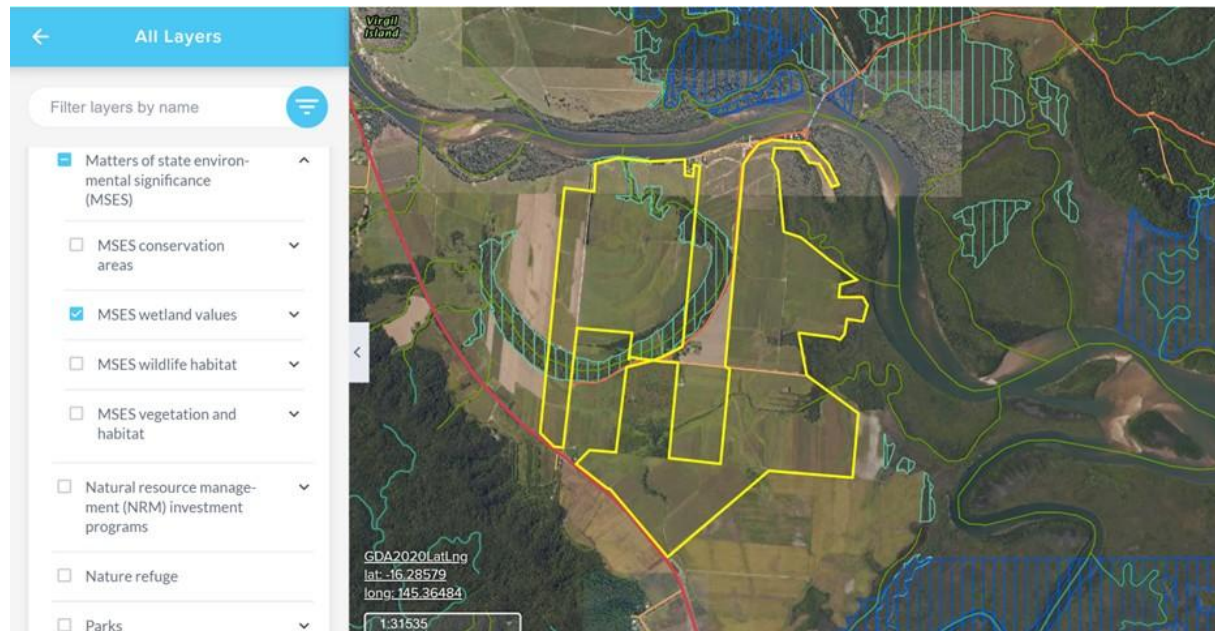 All Layers
Filter layers by name
Matters of state environ-
mental significance
(MSES)
MSES conservation
areas
MSES wetland values
MSES wildlife habitat
MSES vegetation and
habitat
Natural resource manage-
ment (NRM) investment
programs
Nature refuge
Parks
Virgil
Island
GDA2020LatLng
lat: -16.28579
long: 145.36484
1:31535